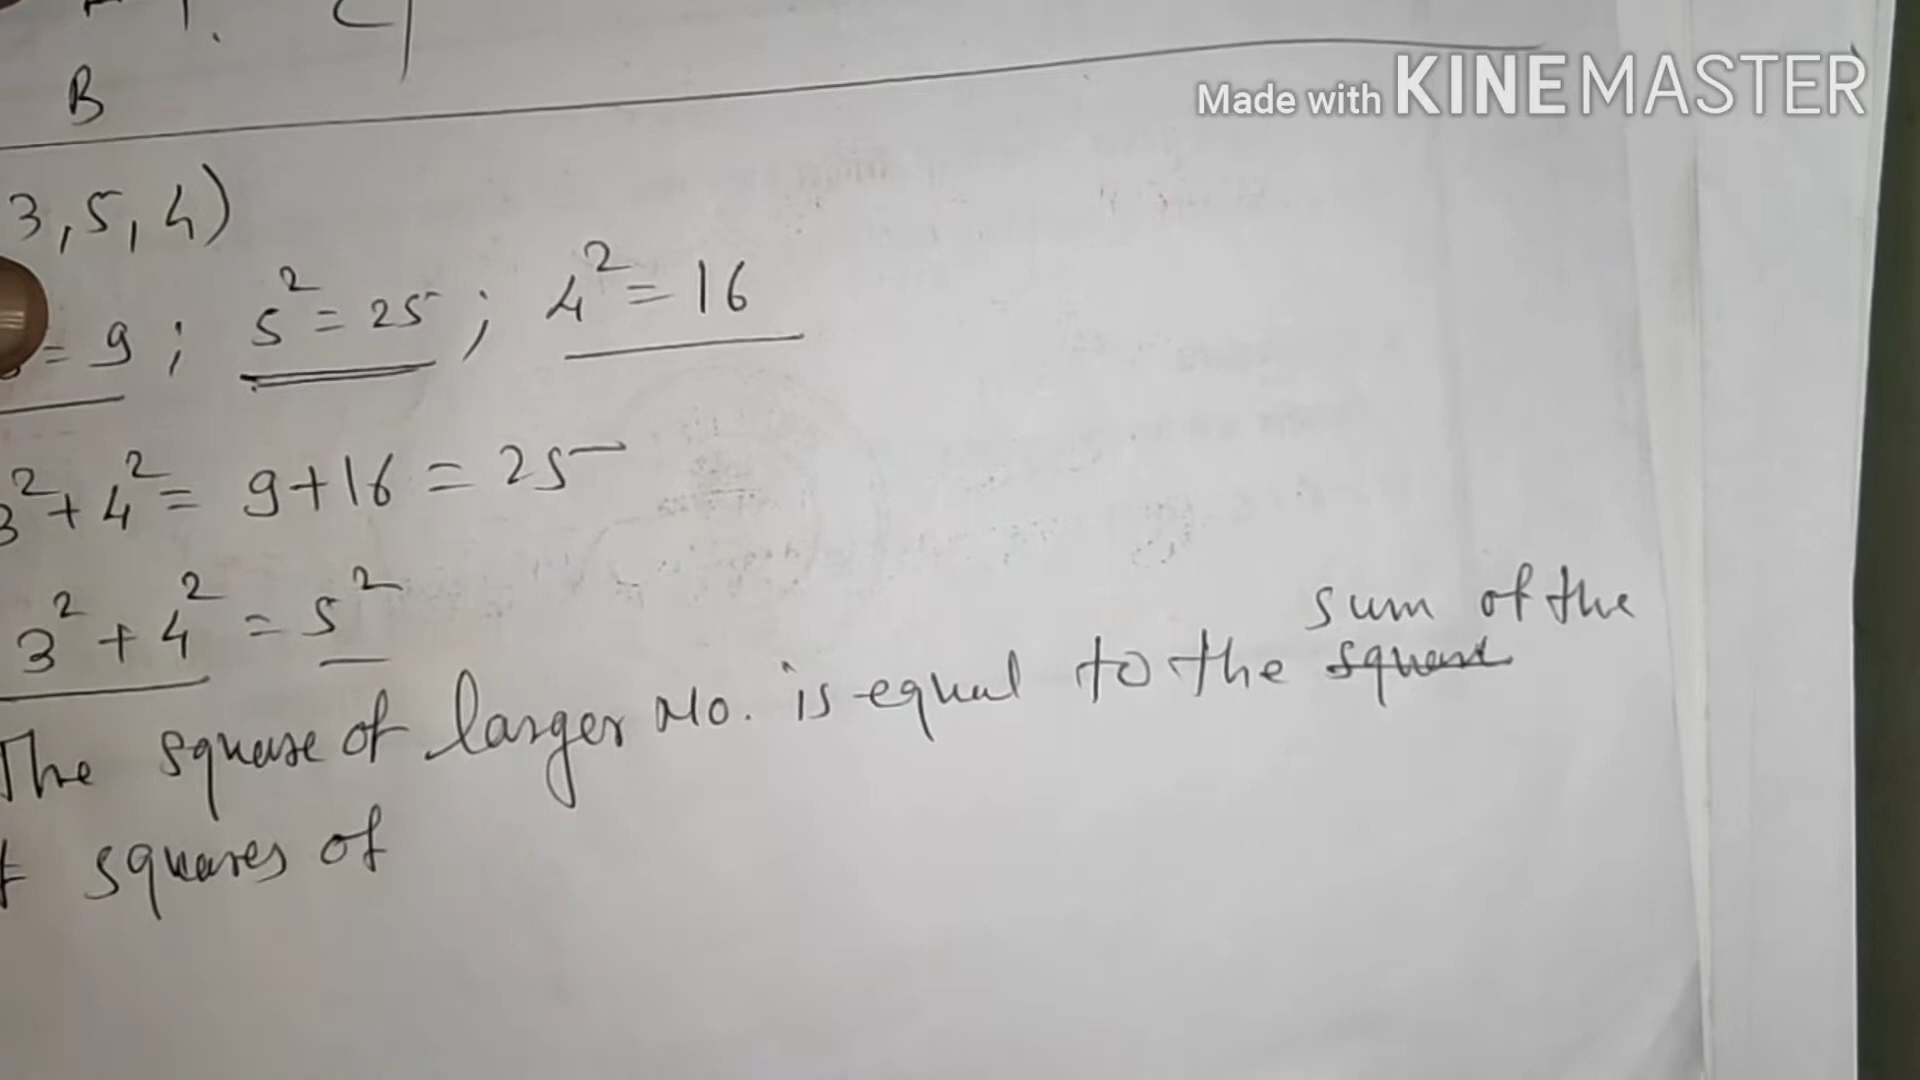 B
Made with KINEMASTER
3, 5, 4)
= 9 ; 5² = 25 ; 4² = 16
3² + 4² = 9 + 16 = 25
3² + 4² = 5²
sum of the
The square of larger No. is equal to the square
squares of